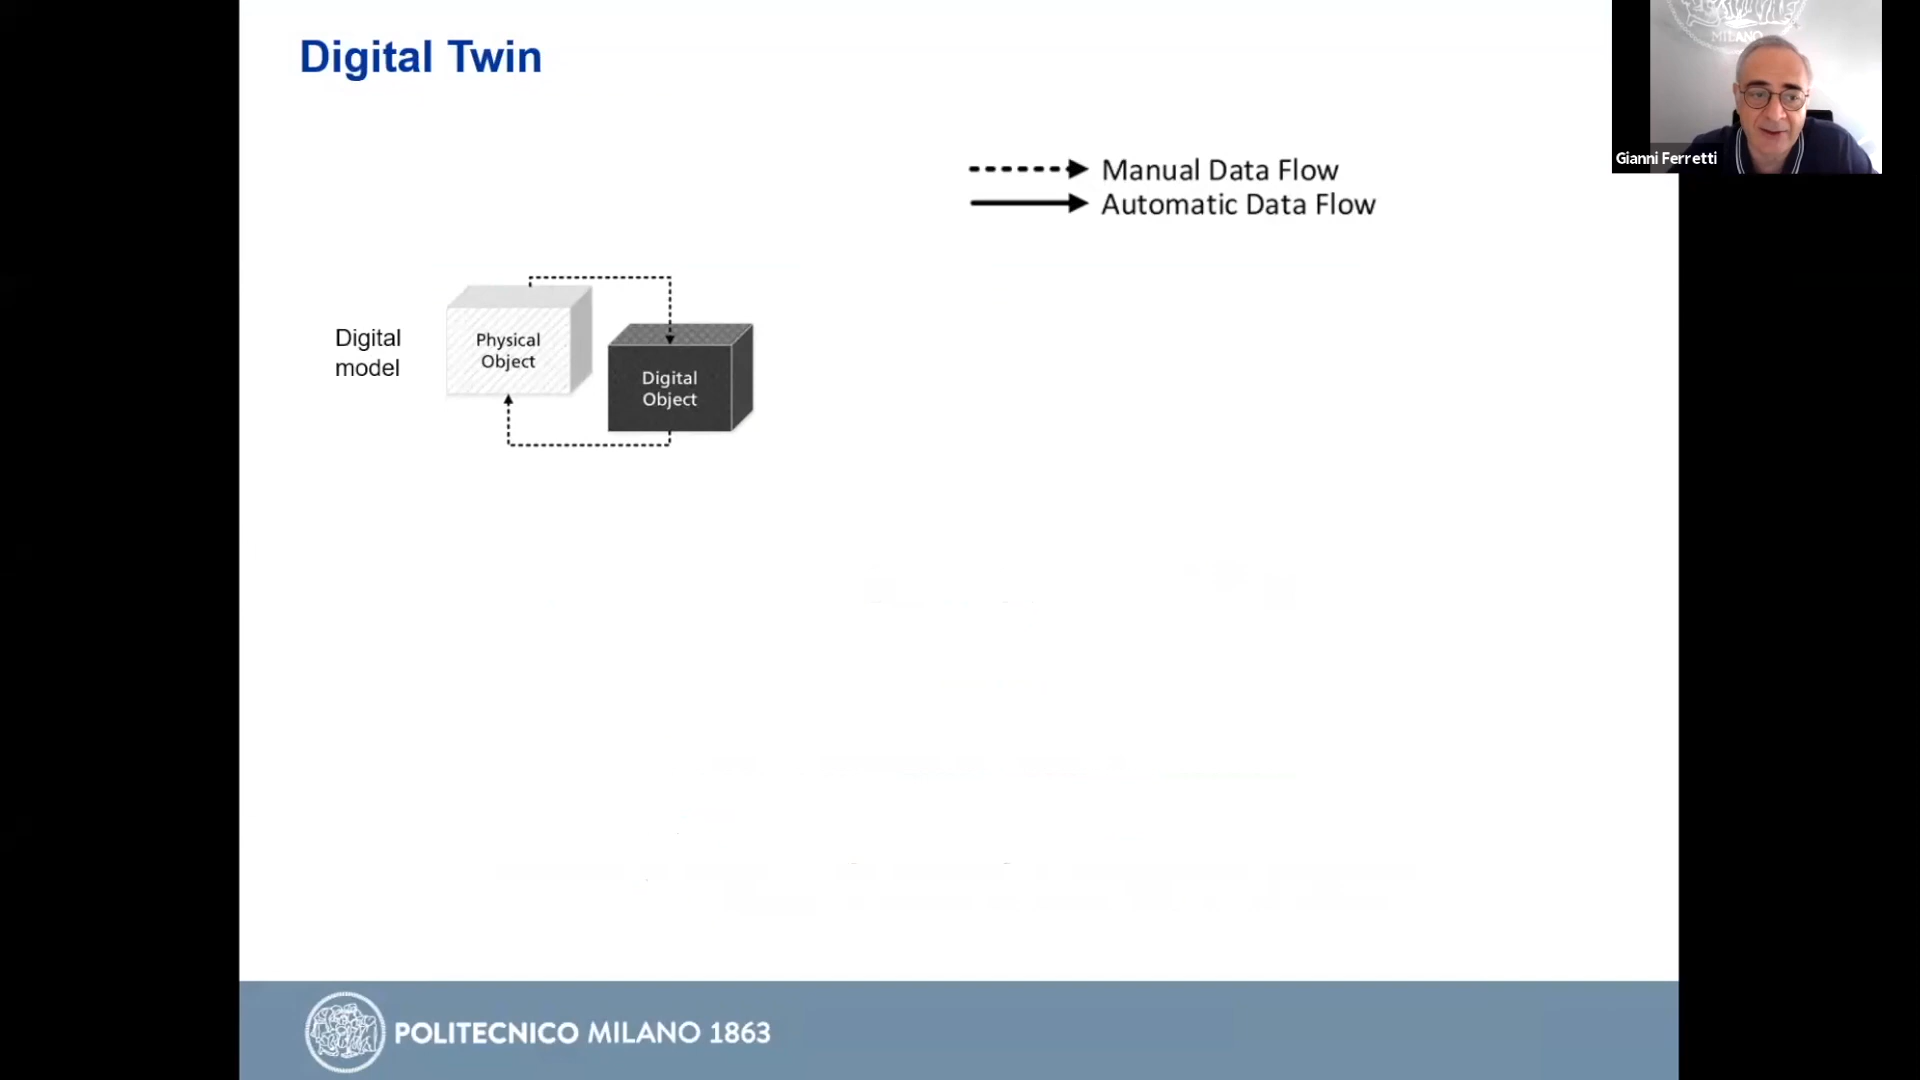 Digital Twin
MILANO
Gianni Ferretti
Manual Data Flow
Automatic Data Flow
Digital
model
Physical
Object
Digital
Object
POLITECNICO MILANO 1863